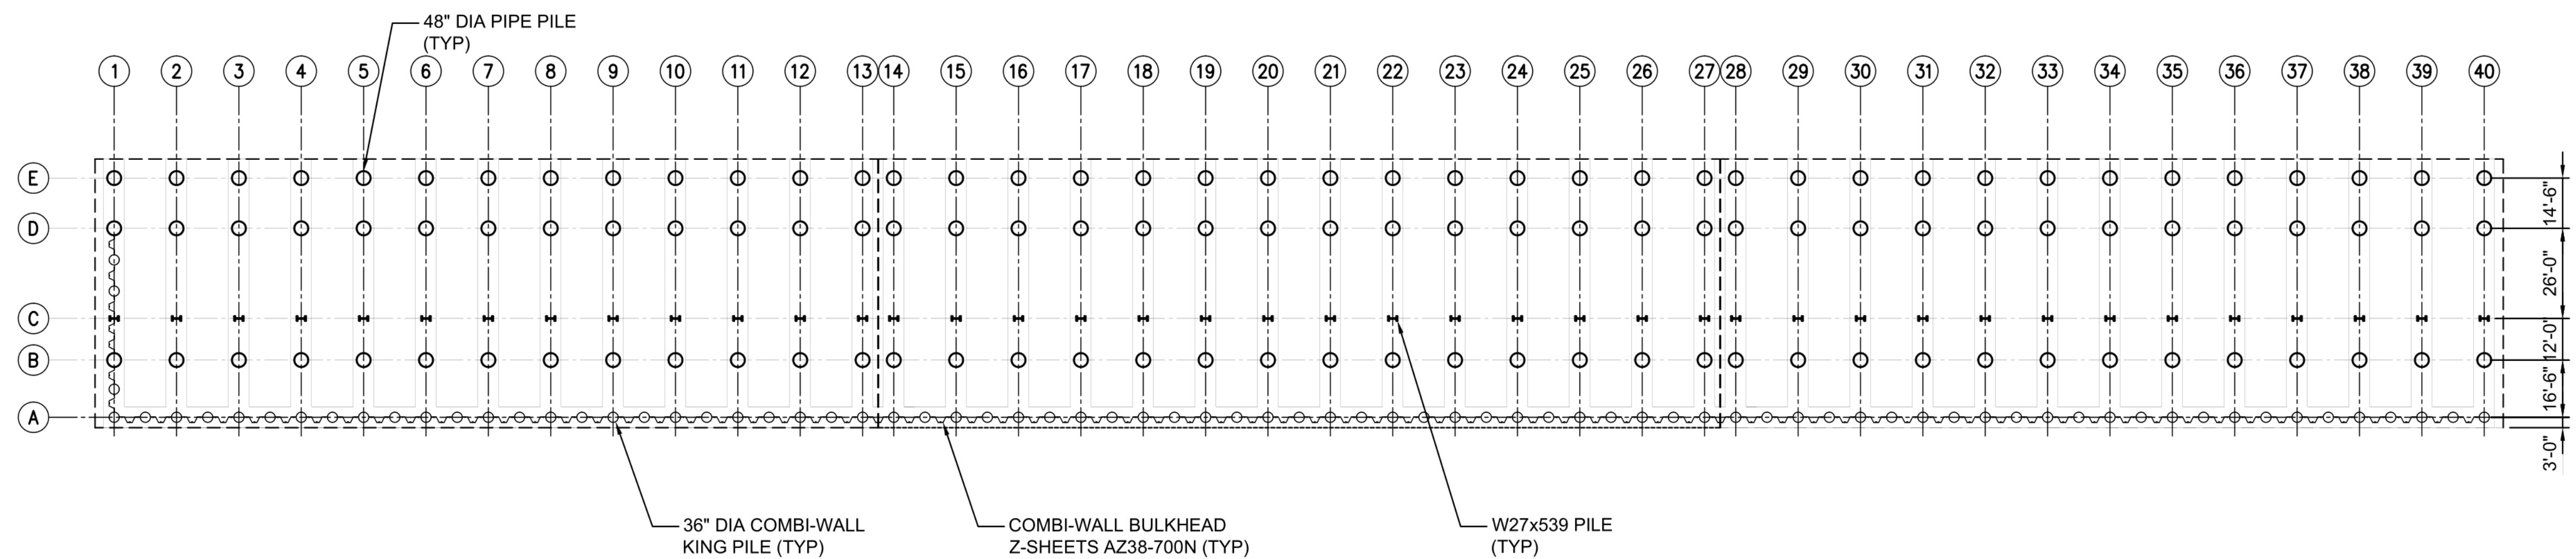 48" DIA PIPE PILE
(TYP)
1 2 3 4 5 6 7 8 9 10 11 12 13 14 15 16 17 18 19 20 21 22 23 24 25 26 27 28 29 30 31 32 33 34 35 36 37 38 39 40
E
14'-6"
D
26'-0"
C
12'-0"
B
16'-6"
A
3'-0"
36" DIA COMBI-WALL
KING PILE (TYP)
COMBI-WALL BULKHEAD
Z-SHEETS AZ38-700N (TYP)
W27x539 PILE
(TYP)